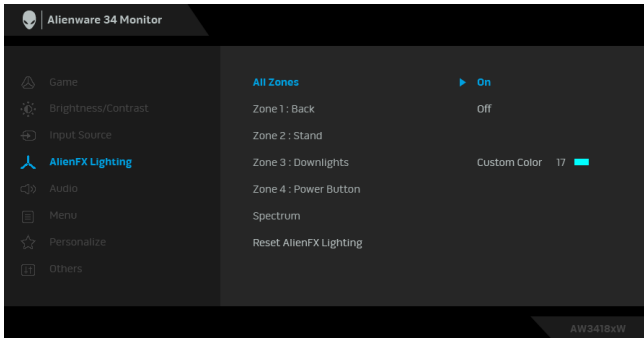 Alienware 34 Monitor
Game
Brightness/Contrast
Input Source
AlienFX Lighting
Audio
Menu
Personalize
Others
All Zones
On
Zone 1 : Back
Off
Zone 2 : Stand
Zone 3 : Downlights
Custom Color 17
Zone 4 : Power Button
Spectrum
Reset AlienFX Lighting
AW3418xW